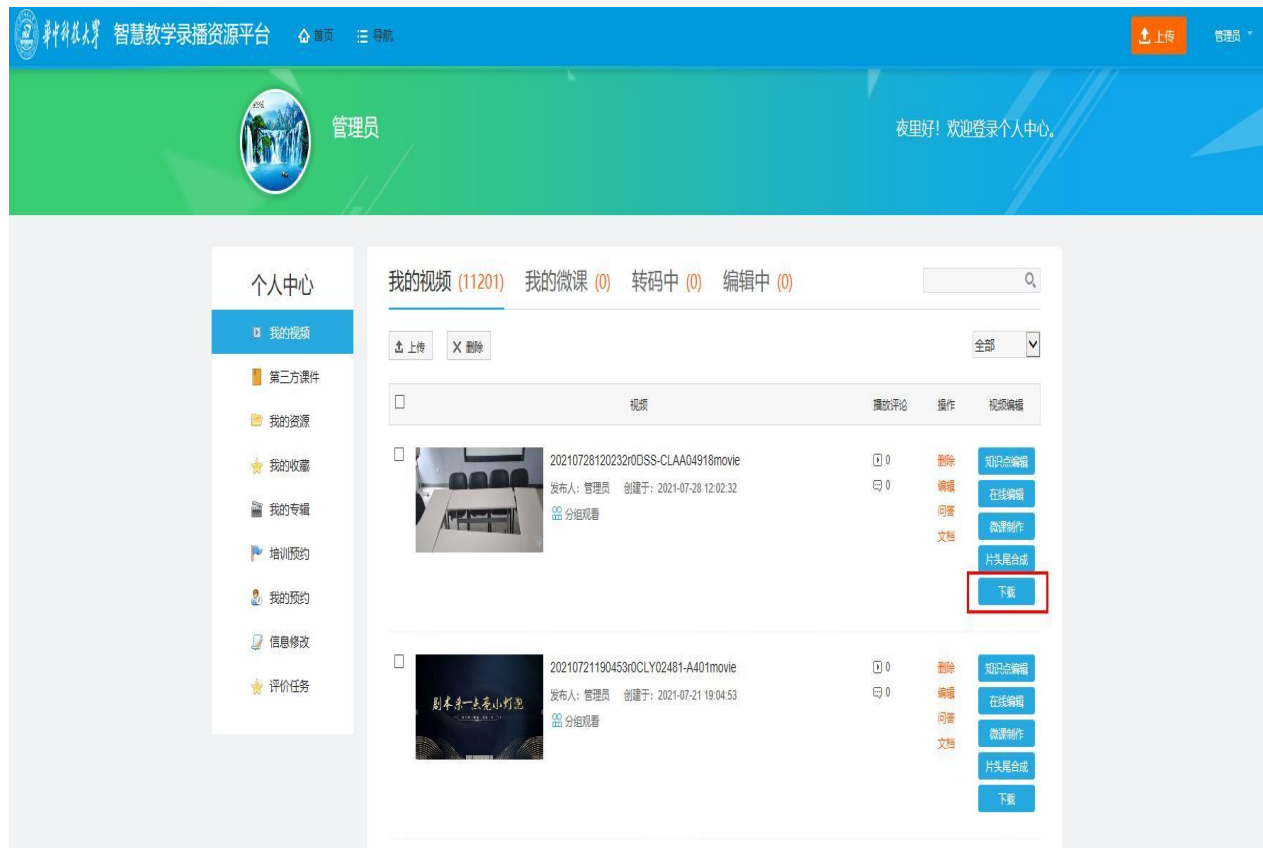 华中科技大学 智慧教学录播资源平台 首页 导航 上传 管理员
管理员
夜里好！欢迎登录个人中心。
个人中心
我的视频
第三方课件
我的资源
我的收藏
我的专辑
培训预约
我的预约
信息修改
评价任务
我的视频 (11201) 我的微课 (0) 转码中 (0) 编辑中 (0)
上传 删除 全部
视频 播放评论 操作 视频编辑
20210728120232r0DSS-CLAA04918movie
发布人：管理员 创建于：2021-07-28 12:02:32
分组观看
0
0
删除
编辑
问答
文档
知识点编辑
在线编辑
微课制作
片头尾合成
下载
剧本杀一点亮小灯泡
20210721190453r0CLY02481-A401movie
发布人：管理员 创建于：2021-07-21 19:04:53
分组观看
0
0
删除
编辑
问答
文档
知识点编辑
在线编辑
微课制作
片头尾合成
下载